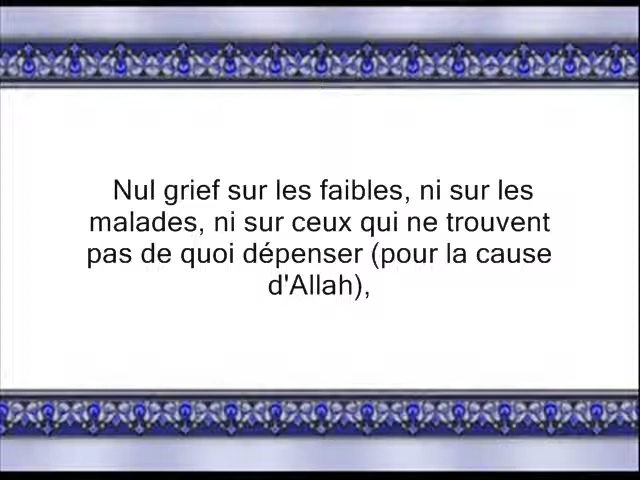 Nul grief sur les faibles, ni sur les
malades, ni sur ceux qui ne trouvent
pas de quoi dépenser (pour la cause
d'Allah),